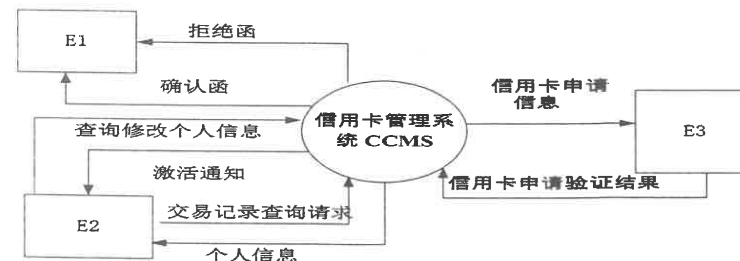 拒绝函
E1
确认函
信用卡申请
信息
信用卡管理系
统 CCMS
E3
查询修改个人信息
激活通知
信用卡申请验证结果
交易记录查询请求
E2
个人信息